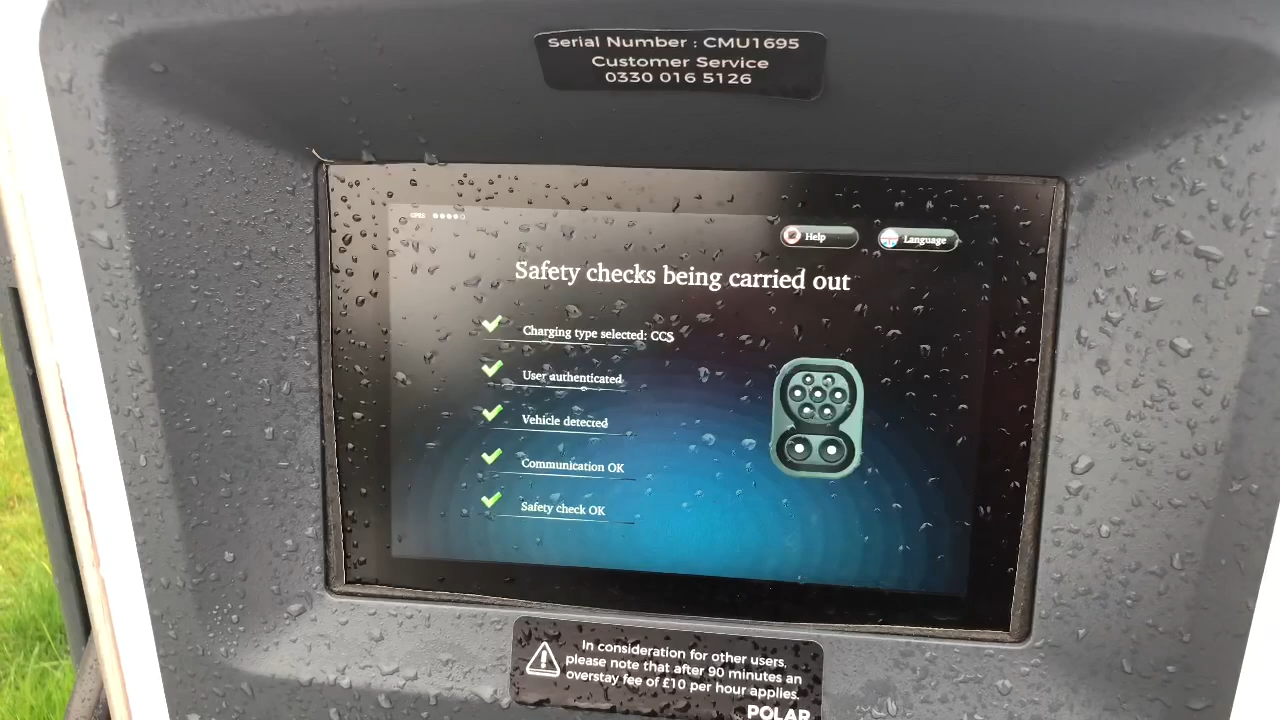 Serial Number : CMU1695
Customer Service
0330 016 5126
GPRS
Help
Language
Safety checks being carried out
Charging type selected: CCS
User authenticated
Vehicle detected
Communication OK
Safety check OK
In consideration for other users,
please note that after 90 minutes an
overstay fee of £10 per hour applies.
POLAR